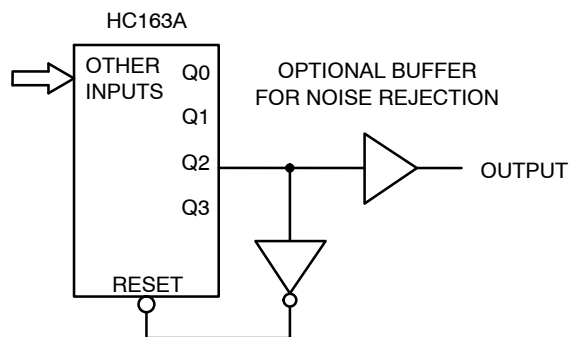 HC163A
OTHER
INPUTS
Q0
Q1
Q2
Q3
RESET
OPTIONAL BUFFER
FOR NOISE REJECTION
OUTPUT